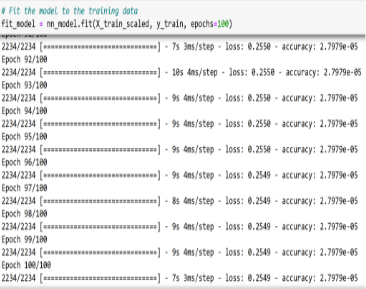 # Fit the model to the training data
fit_model = nn_model.fit(X_train_scaled, y_train, epochs=100)
2234/2234 [==============================] - 7s 3ms/step - loss: 0.2550 - accuracy: 2.7979e-05
Epoch 92/100
2234/2234 [==============================] - 10s 4ms/step - loss: 0.2550 - accuracy: 2.7979e-05
Epoch 93/100
2234/2234 [==============================] - 9s 4ms/step - loss: 0.2550 - accuracy: 2.7979e-05
Epoch 94/100
2234/2234 [==============================] - 9s 4ms/step - loss: 0.2550 - accuracy: 2.7979e-05
Epoch 95/100
2234/2234 [==============================] - 9s 4ms/step - loss: 0.2550 - accuracy: 2.7979e-05
Epoch 96/100
2234/2234 [==============================] - 9s 4ms/step - loss: 0.2549 - accuracy: 2.7979e-05
Epoch 97/100
2234/2234 [==============================] - 8s 4ms/step - loss: 0.2549 - accuracy: 2.7979e-05
Epoch 98/100
2234/2234 [==============================] - 9s 4ms/step - loss: 0.2549 - accuracy: 2.7979e-05
Epoch 99/100
2234/2234 [==============================] - 9s 4ms/step - loss: 0.2549 - accuracy: 2.7979e-05
Epoch 100/100
2234/2234 [==============================] - 7s 3ms/step - loss: 0.2549 - accuracy: 2.7979e-05